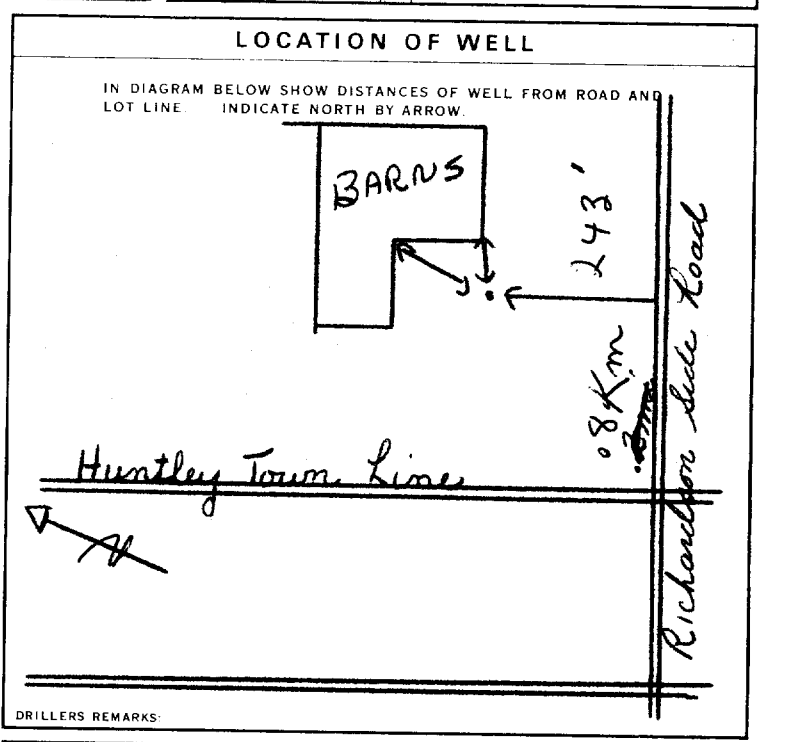 LOCATION OF WELL
IN DIAGRAM BELOW SHOW DISTANCES OF WELL FROM ROAD AND
LOT LINE. INDICATE NORTH BY ARROW.
BARNS
243'
.8 Km
Richardson Side Road
Huntley Town Line
N
DRILLERS REMARKS: